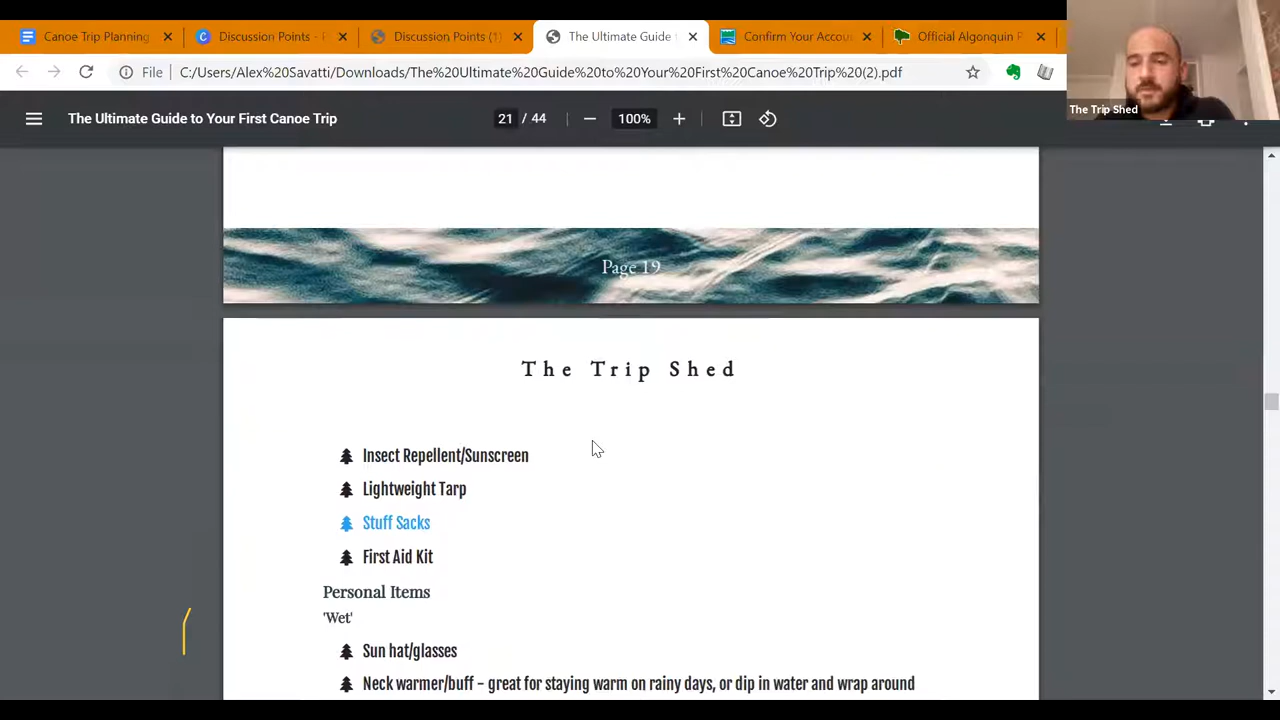 Canoe Trip Planning
Discussion Points - P
Discussion Points (1)
The Ultimate Guide
Confirm Your Accou
Official Algonquin P
File
C:/Users/Alex%20Savatti/Downloads/The%20Ultimate%20Guide%20to%20Your%20First%20Canoe%20Trip%20(2).pdf
The Trip Shed
The Ultimate Guide to Your First Canoe Trip
21 / 44
100%
Page 19
The Trip Shed
Insect Repellent/Sunscreen
Lightweight Tarp
Stuff Sacks
First Aid Kit
Personal Items
'Wet'
Sun hat/glasses
Neck warmer/buff – great for staying warm on rainy days, or dip in water and wrap around